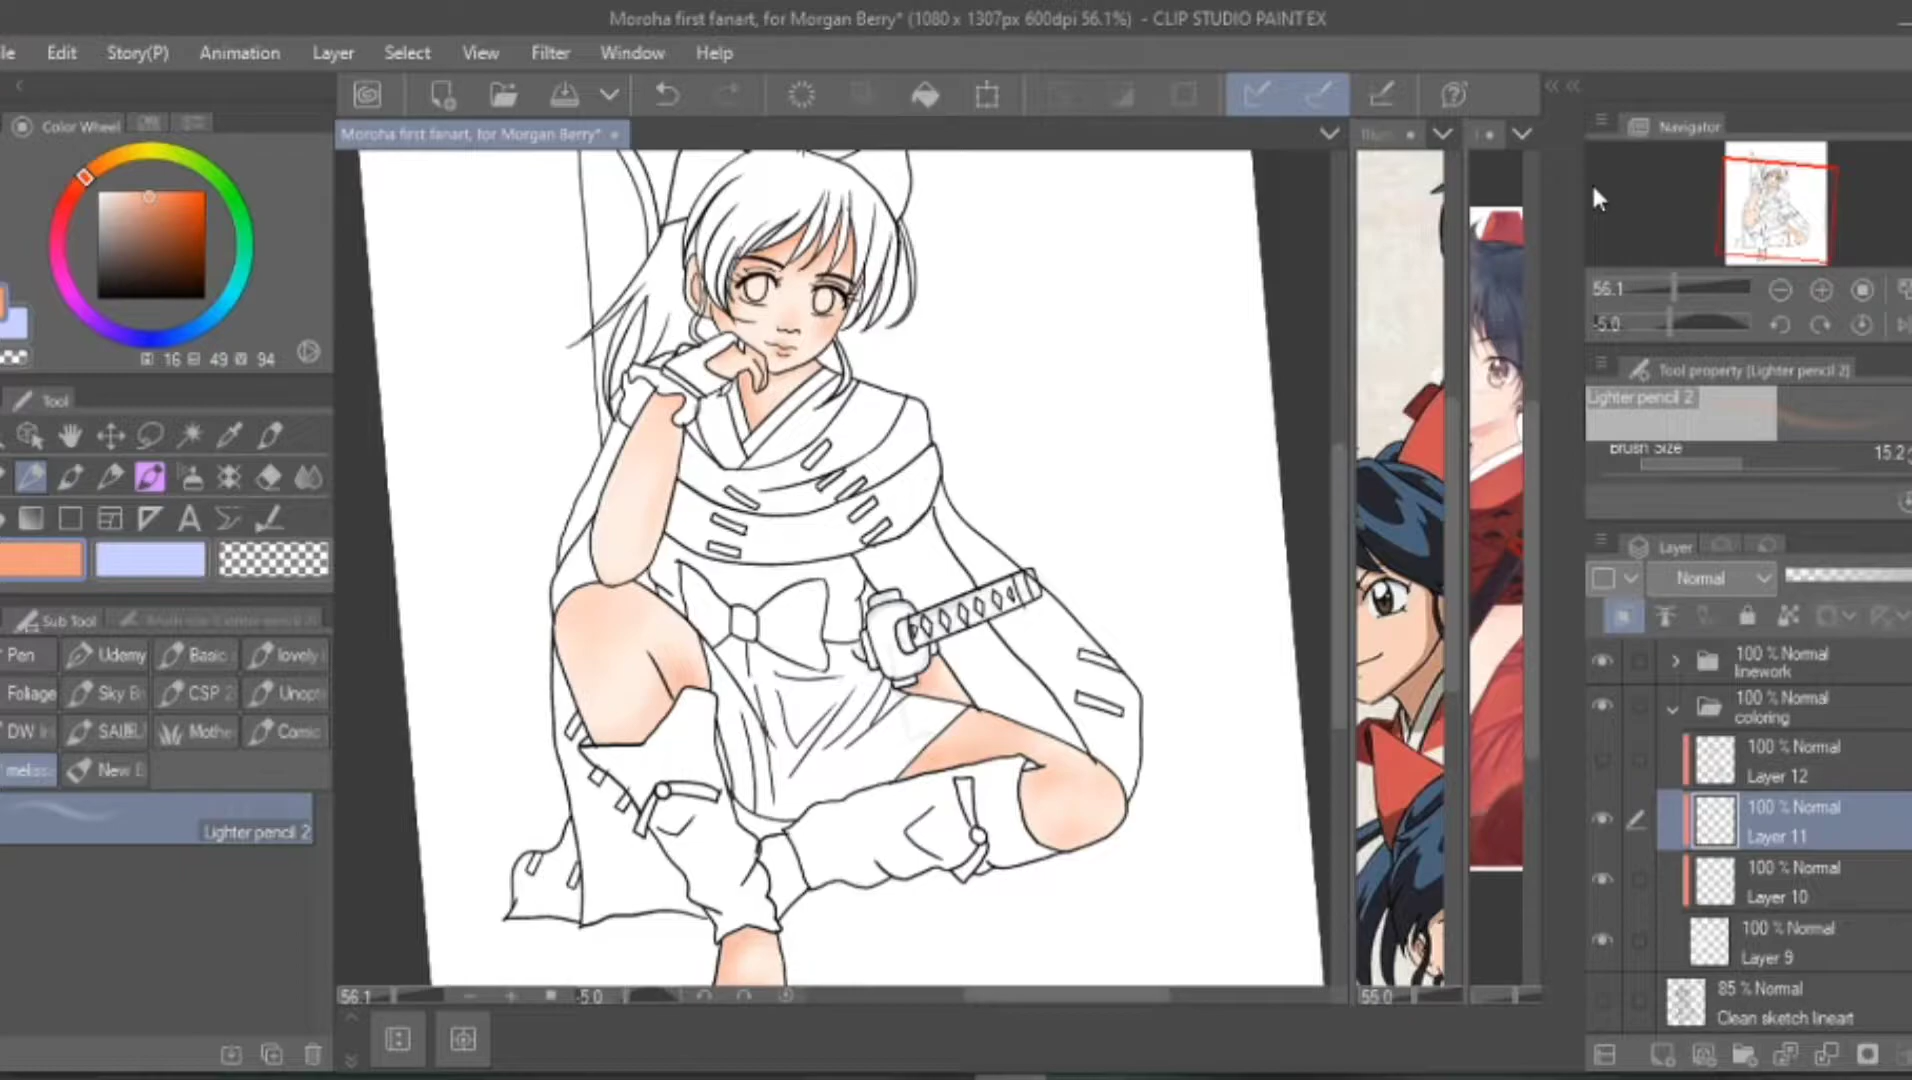 Moroha first fanart, for Morgan Berry* (1080 x 1307px 600dpi 56.1%) - CLIP STUDIO PAINT EX
le Edit Story(P) Animation Layer Select View Filter Window Help
Color Wheel
Moroha first fanart, for Morgan Berry*
Navigator
16 49 94
56.1
-5.0
Tool
Tool property (Lighter pencil 2)
Lighter pencil 2
Brush Size 15.2
Layer
Normal
Sub Tool
Pen Udemy Basic lovely
Foliage Sky B CSP 2 Unopt
DW SAI Mothe Comic
New
Lighter pencil 2
100 % Normal
linework
100 % Normal
coloring
100 % Normal
Layer 12
100 % Normal
Layer 11
100 % Normal
Layer 10
100 % Normal
Layer 9
85 % Normal
Clean sketch lineart
56.1 -5.0 55.0